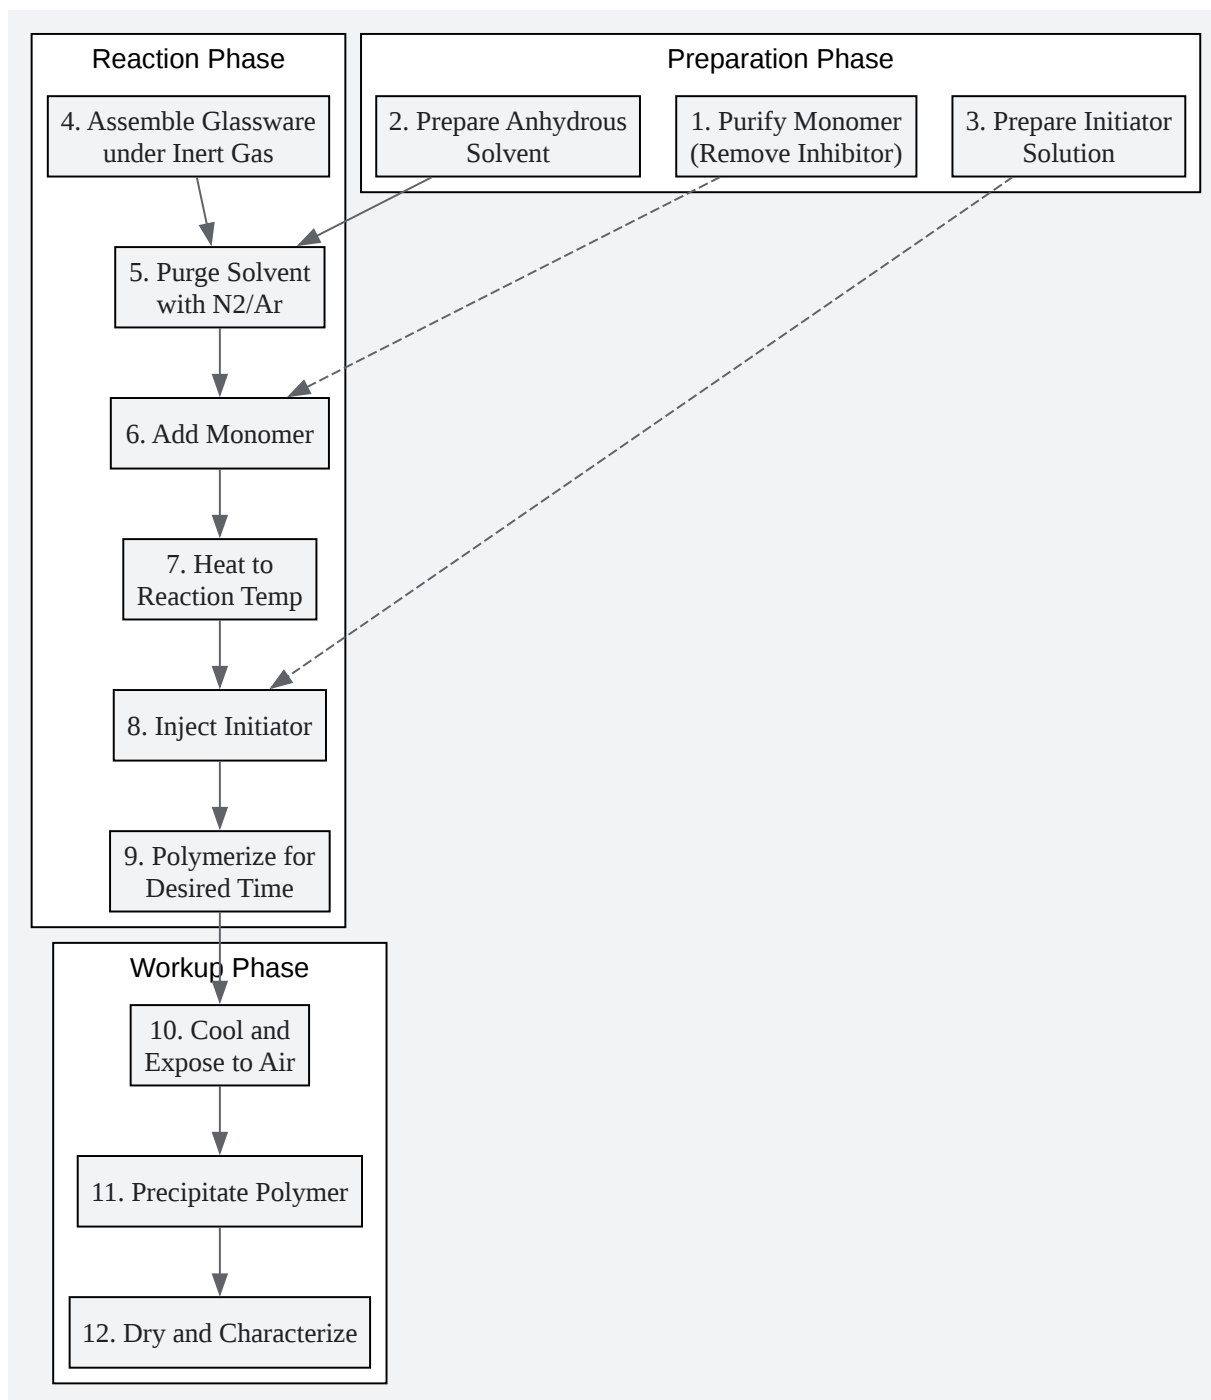 Reaction Phase
Preparation Phase
4. Assemble Glassware
under Inert Gas
2. Prepare Anhydrous
Solvent
1. Purify Monomer
(Remove Inhibitor)
3. Prepare Initiator
Solution
5. Purge Solvent
with N2/Ar
6. Add Monomer
7. Heat to
Reaction Temp
8. Inject Initiator
9. Polymerize for
Desired Time
Workup Phase
10. Cool and
Expose to Air
11. Precipitate Polymer
12. Dry and Characterize